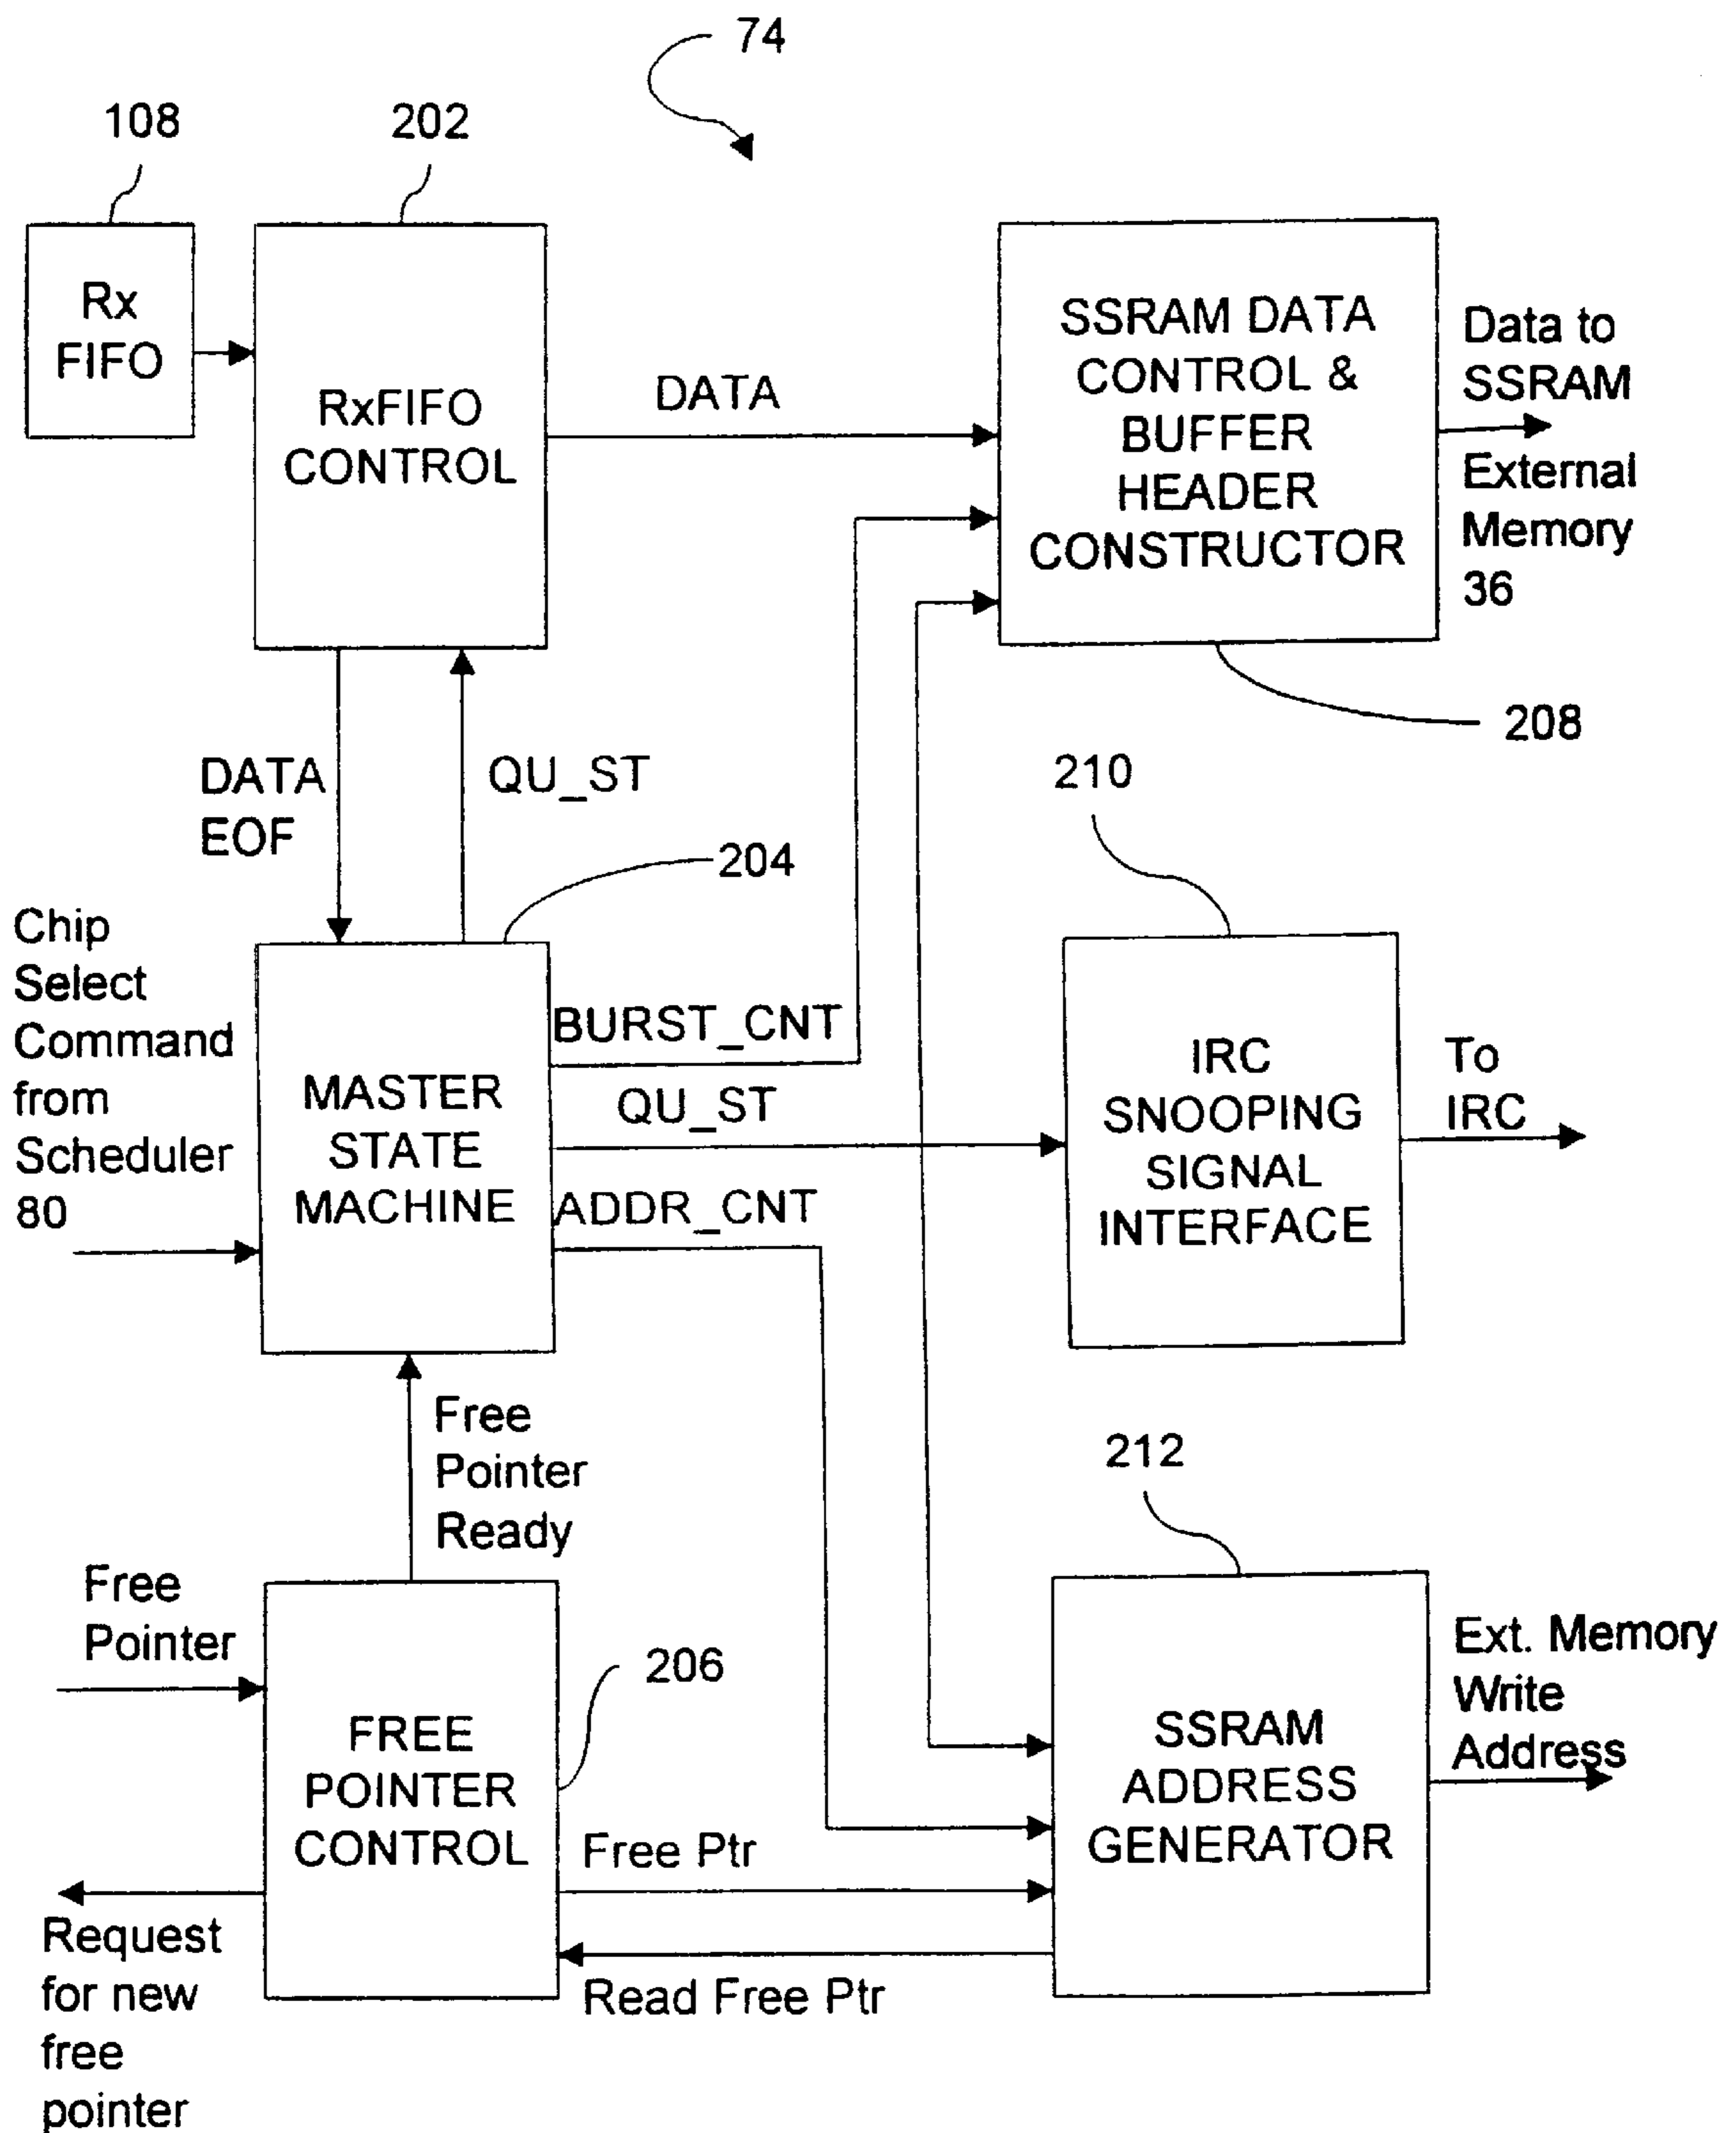 74
108
202
Rx
FIFO
RxFIFO
CONTROL
DATA
SSRAM DATA
CONTROL &
BUFFER
HEADER
CONSTRUCTOR
Data to
SSRAM
External
Memory
36
208
DATA
EOF
QU_ST
204
210
Chip
Select
Command
from
Scheduler
80
MASTER
STATE
MACHINE
BURST_CNT
QU_ST
ADDR_CNT
IRC
SNOOPING
SIGNAL
INTERFACE
To
IRC
Free
Pointer
Ready
212
Free
Pointer
206
FREE
POINTER
CONTROL
Free Ptr
Read Free Ptr
SSRAM
ADDRESS
GENERATOR
Ext. Memory
Write
Address
Request
for new
free
pointer